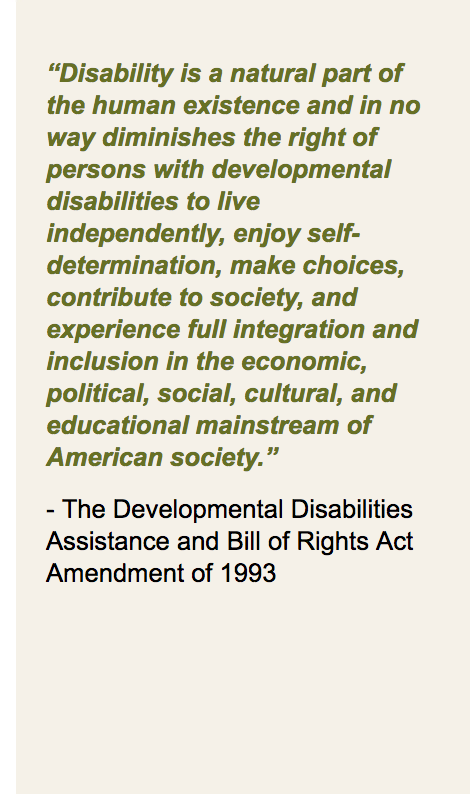 “Disability is a natural part of
the human existence and in no
way diminishes the right of
persons with developmental
disabilities to live
independently, enjoy self-
determination, make choices,
contribute to society, and
experience full integration and
inclusion in the economic,
political, social, cultural, and
educational mainstream of
American society.”
- The Developmental Disabilities
Assistance and Bill of Rights Act
Amendment of 1993